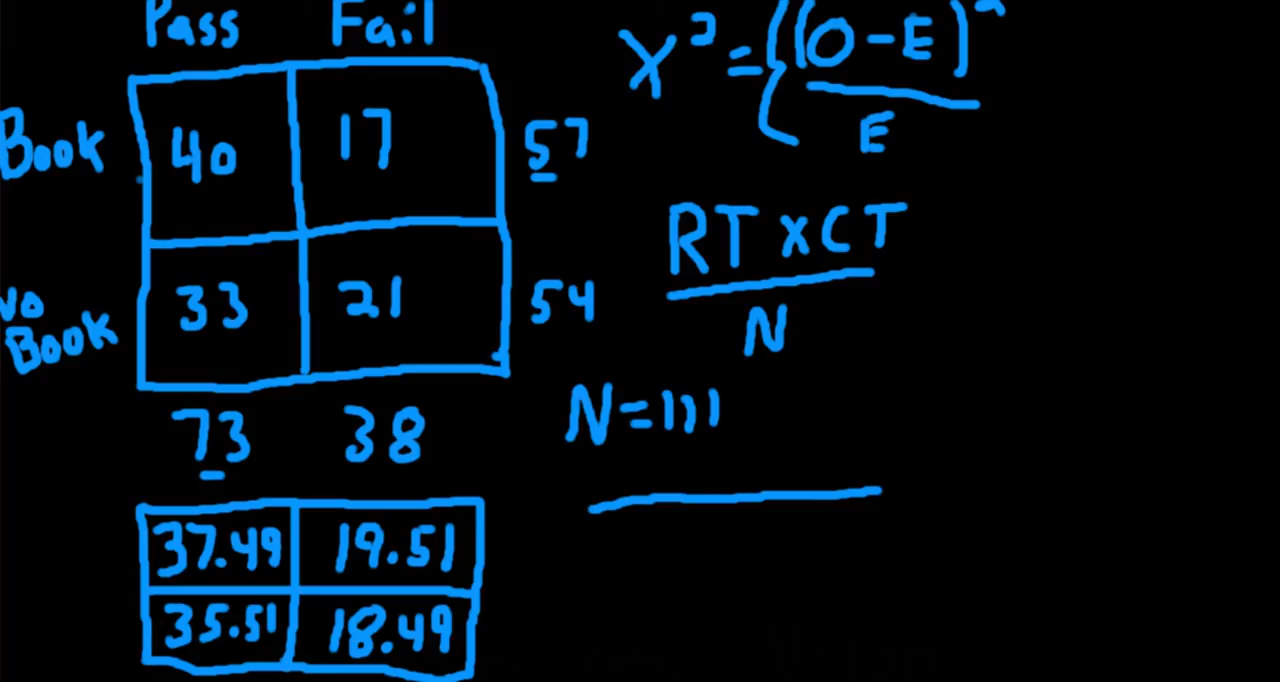 Pass Fail
Book 40 17 57
No Book 33 21 54
73 38
37.49 19.51
35.51 18.49
X² = Σ (O - E)²
E
RT x CT
N
N = 111